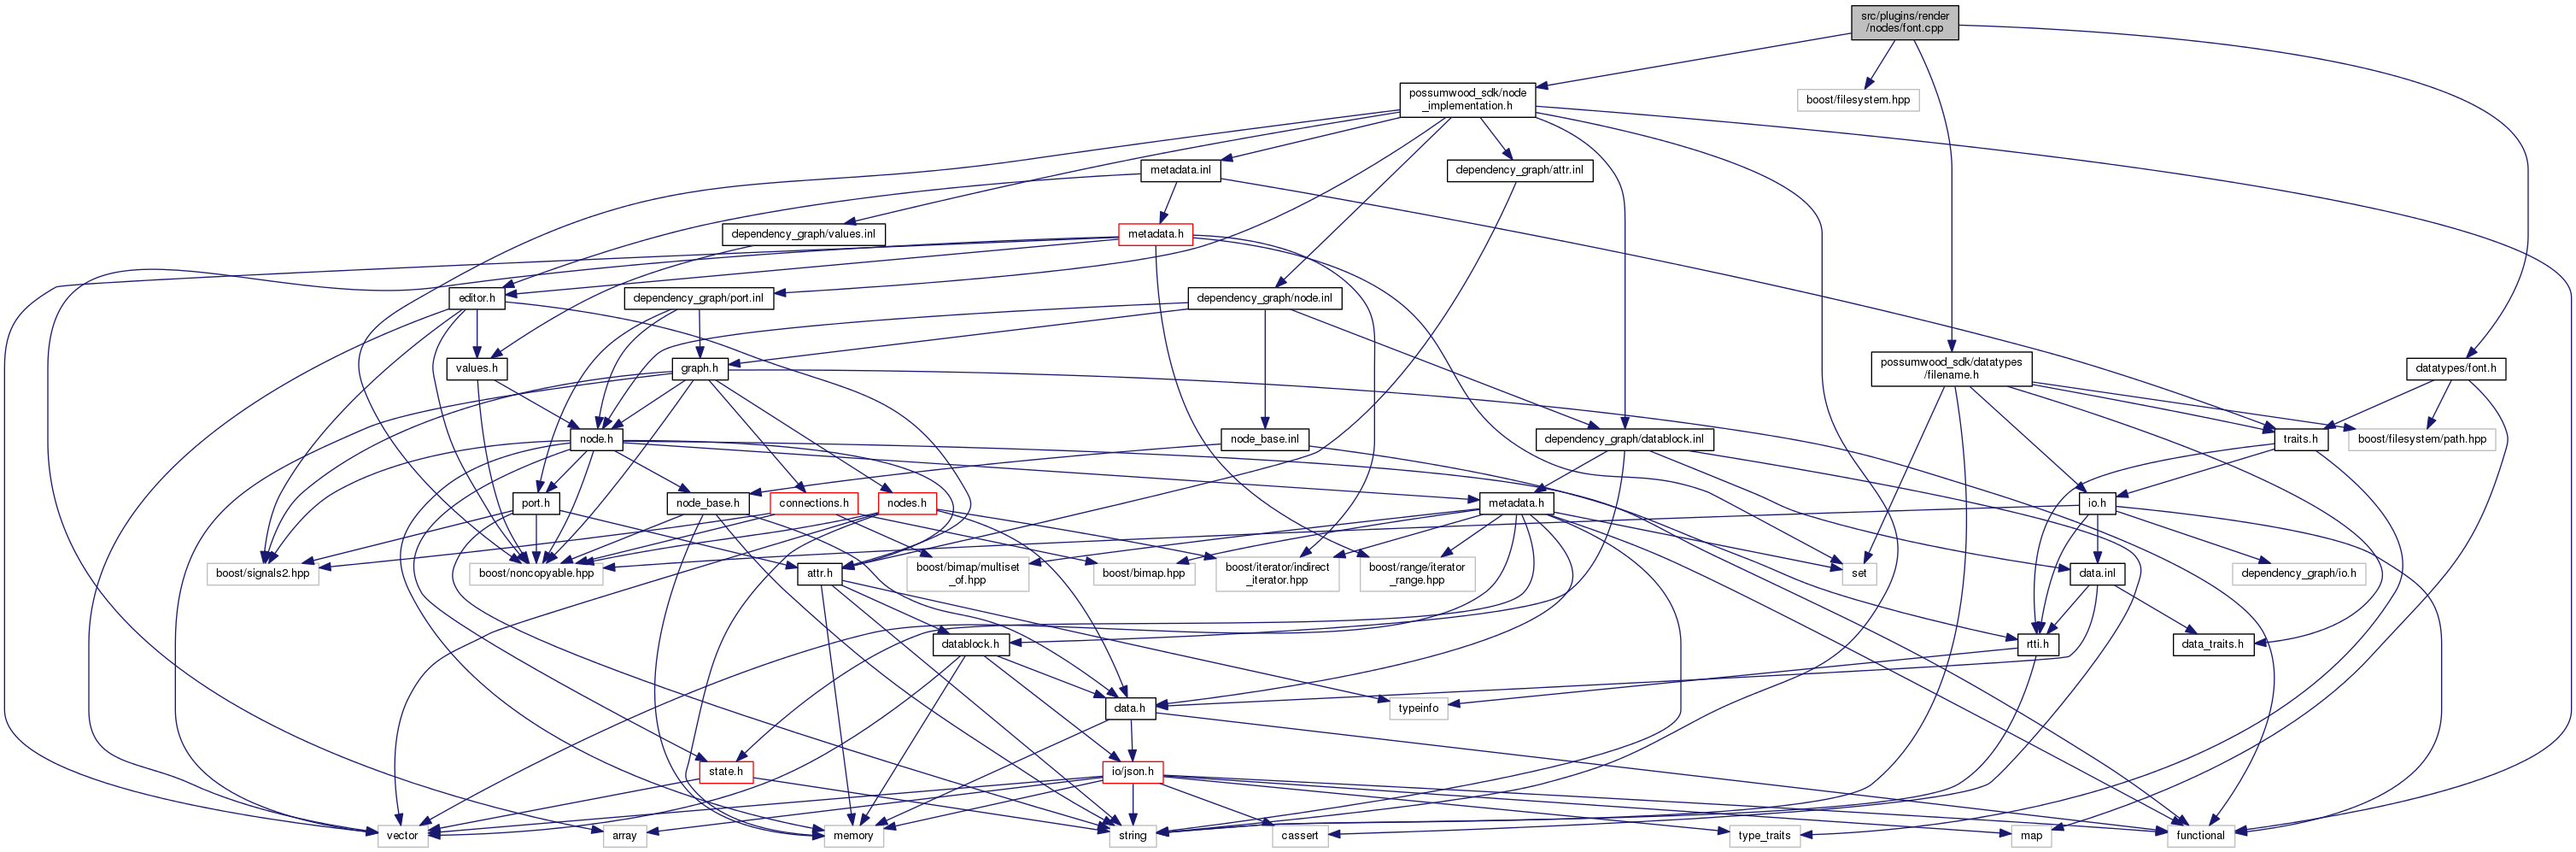 src/plugins/render
/nodes/font.cpp
possumwood_sdk/node
_implementation.h
boost/filesystem.hpp
metadata.inl
dependency_graph/attr.inl
dependency_graph/values.inl
metadata.h
editor.h
dependency_graph/port.inl
dependency_graph/node.inl
values.h
graph.h
possumwood_sdk/datatypes
/filename.h
datatypes/font.h
node.h
node_base.inl
dependency_graph/datablock.inl
traits.h
boost/filesystem/path.hpp
port.h
node_base.h
connections.h
nodes.h
metadata.h
io.h
boost/signals2.hpp
boost/noncopyable.hpp
attr.h
boost/bimap/multiset
_of.hpp
boost/bimap.hpp
boost/iterator/indirect
_iterator.hpp
boost/range/iterator
_range.hpp
set
data.inl
dependency_graph/io.h
datablock.h
rtti.h
data_traits.h
data.h
typeinfo
state.h
io/json.h
vector
array
memory
string
cassert
type_traits
map
functional